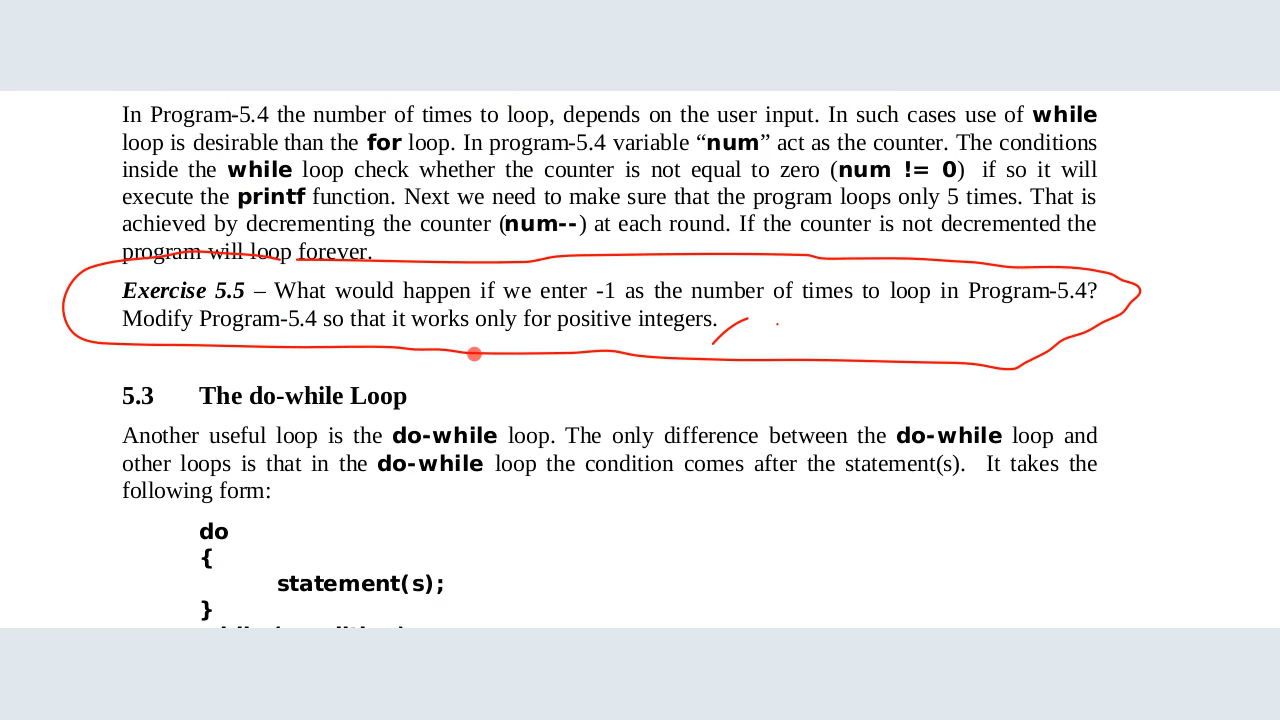 In Program-5.4 the number of times to loop, depends on the user input. In such cases use of while
loop is desirable than the for loop. In program-5.4 variable “num” act as the counter. The conditions
inside the while loop check whether the counter is not equal to zero (num != 0) if so it will
execute the printf function. Next we need to make sure that the program loops only 5 times. That is
achieved by decrementing the counter (num--) at each round. If the counter is not decremented the
program will loop forever.
Exercise 5.5 – What would happen if we enter -1 as the number of times to loop in Program-5.4?
Modify Program-5.4 so that it works only for positive integers.
5.3 The do-while Loop
Another useful loop is the do-while loop. The only difference between the do-while loop and
other loops is that in the do-while loop the condition comes after the statement(s). It takes the
following form:
do
{
statement(s);
}